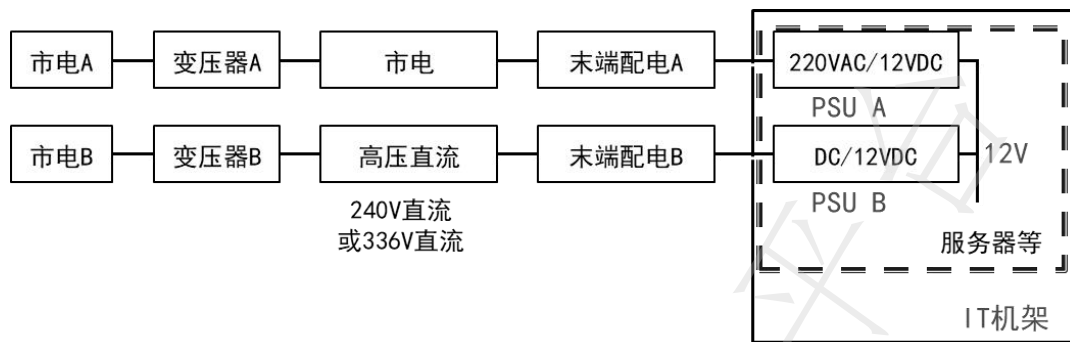 市电A
变压器A
市电
末端配电A
220VAC/12VDC
PSU A
市电B
变压器B
高压直流
末端配电B
DC/12VDC
12V
PSU B
240V直流
或336V直流
服务器等
IT机架
平台